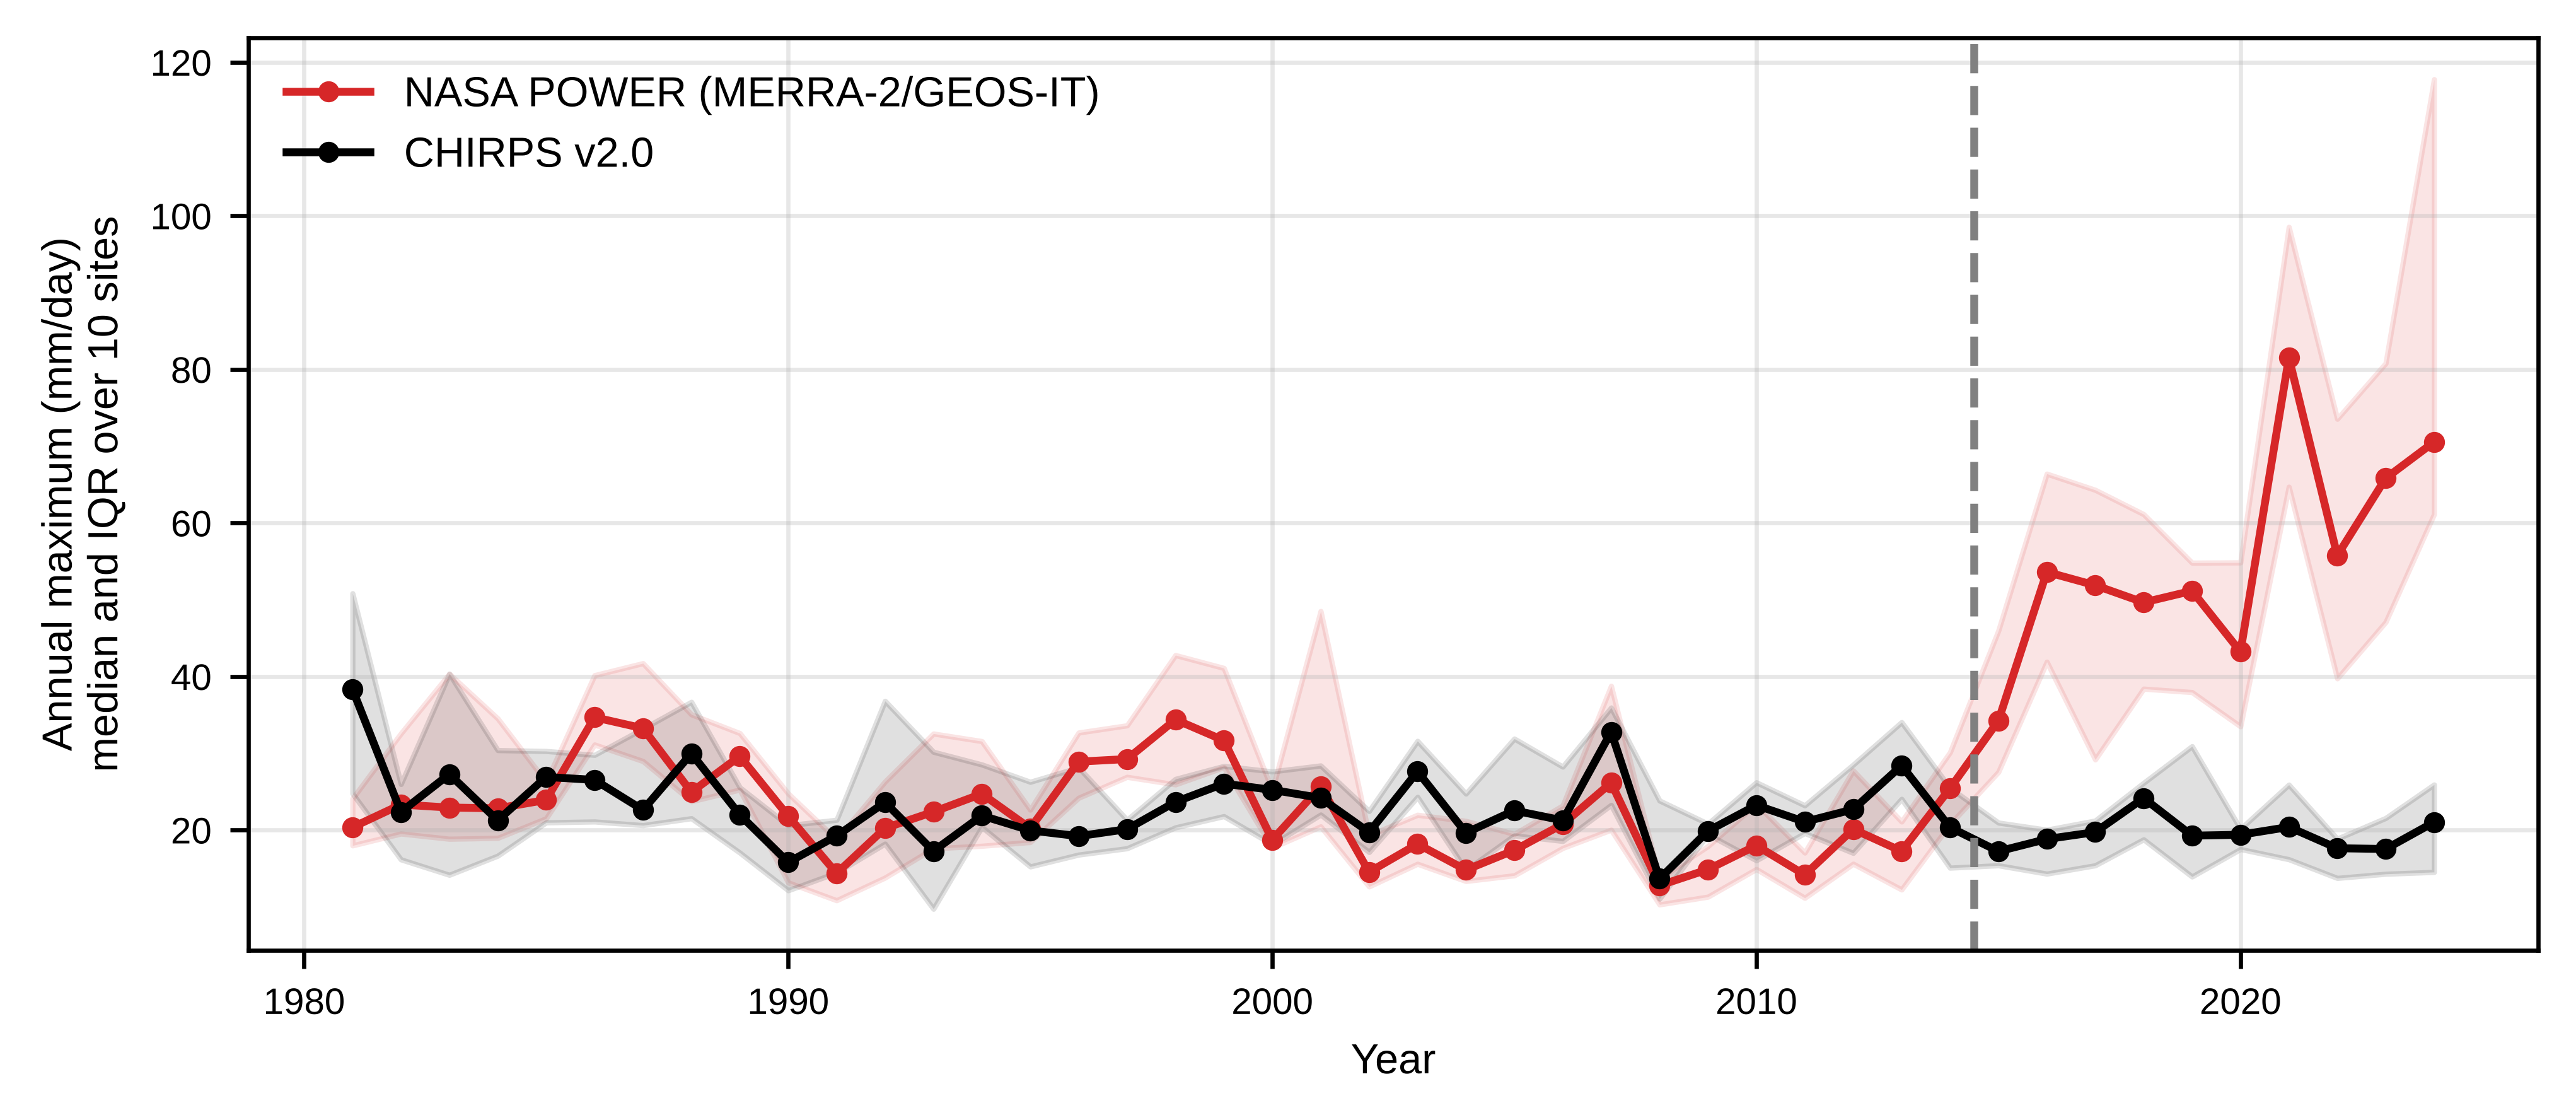 120
100
80
60
40
20
Annual maximum (mm/day)
median and IQR over 10 sites
NASA POWER (MERRA-2/GEOS-IT)
CHIRPS v2.0
1980
1990
2000
2010
2020
Year